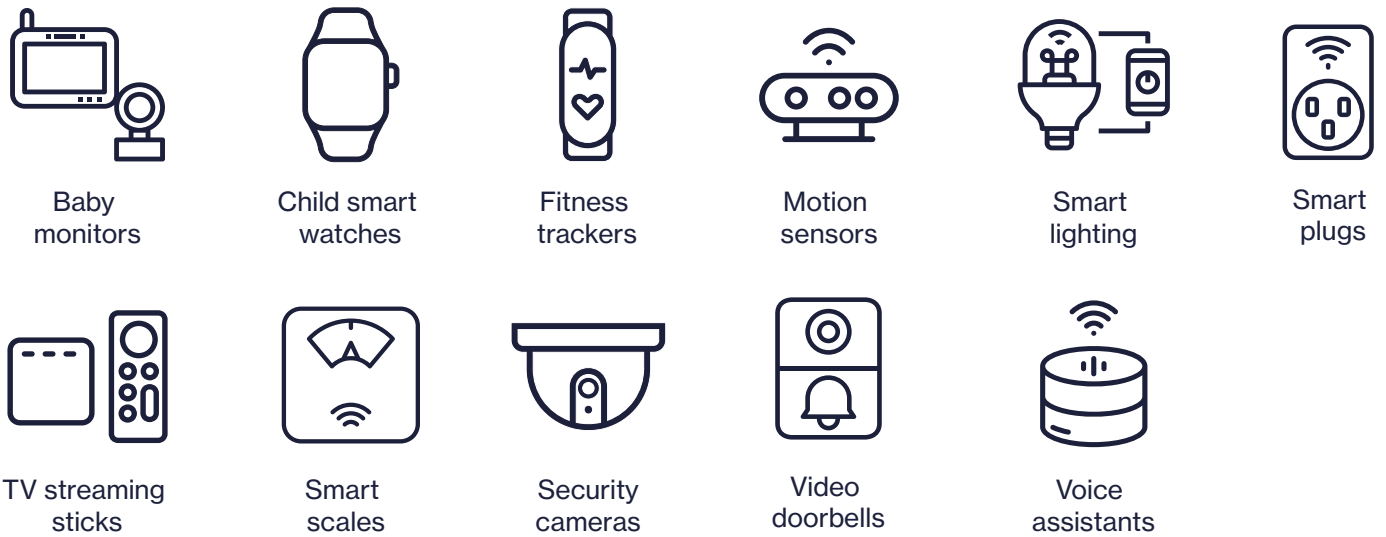 Baby
monitors
Child smart
watches
Fitness
trackers
Motion
sensors
Smart
lighting
Smart
plugs
TV streaming
sticks
Smart
scales
Security
cameras
Video
doorbells
Voice
assistants